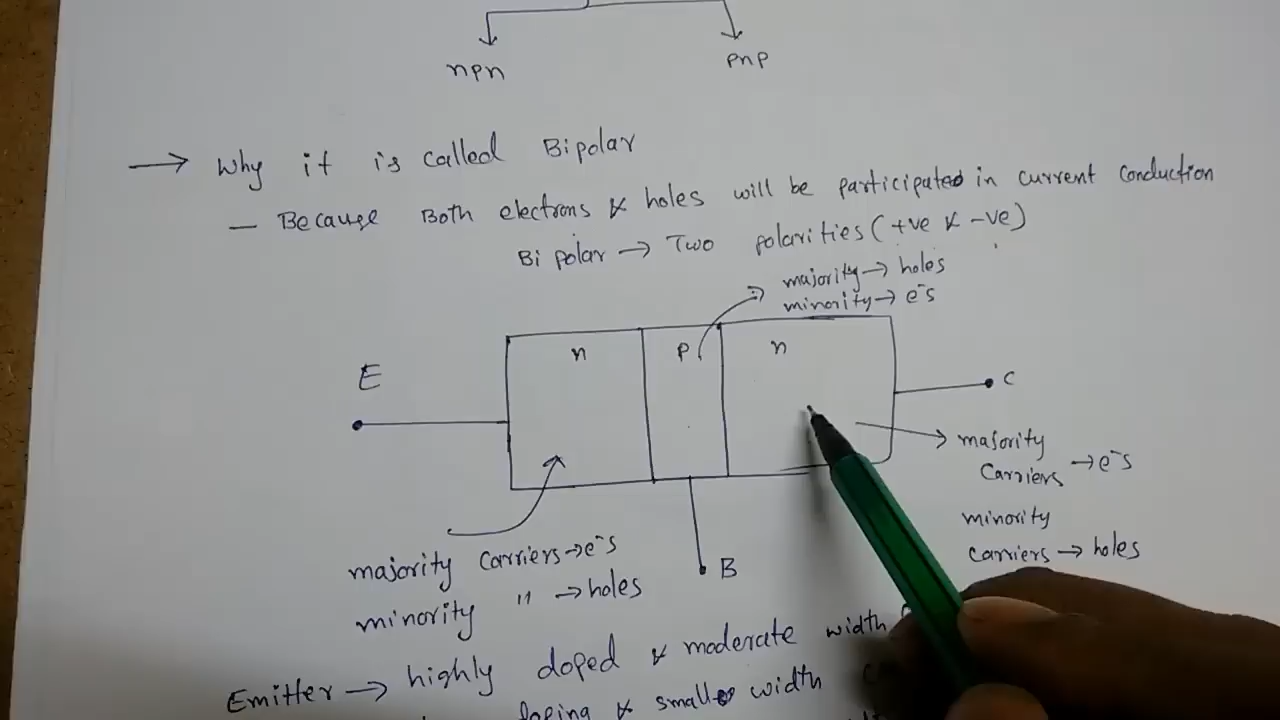 npn pnp
→ Why it is called Bipolar
— Because Both electrons & holes will be participated in current conduction
Bi polar → Two polarities (+ve & -ve)
majority → holes
minority → e⁻s
n p n
E
C
majority
carriers → e⁻s
minority
carriers → holes
B
majority carriers → e⁻s
minority " → holes
Emitter → highly doped & moderate width
doping & small width